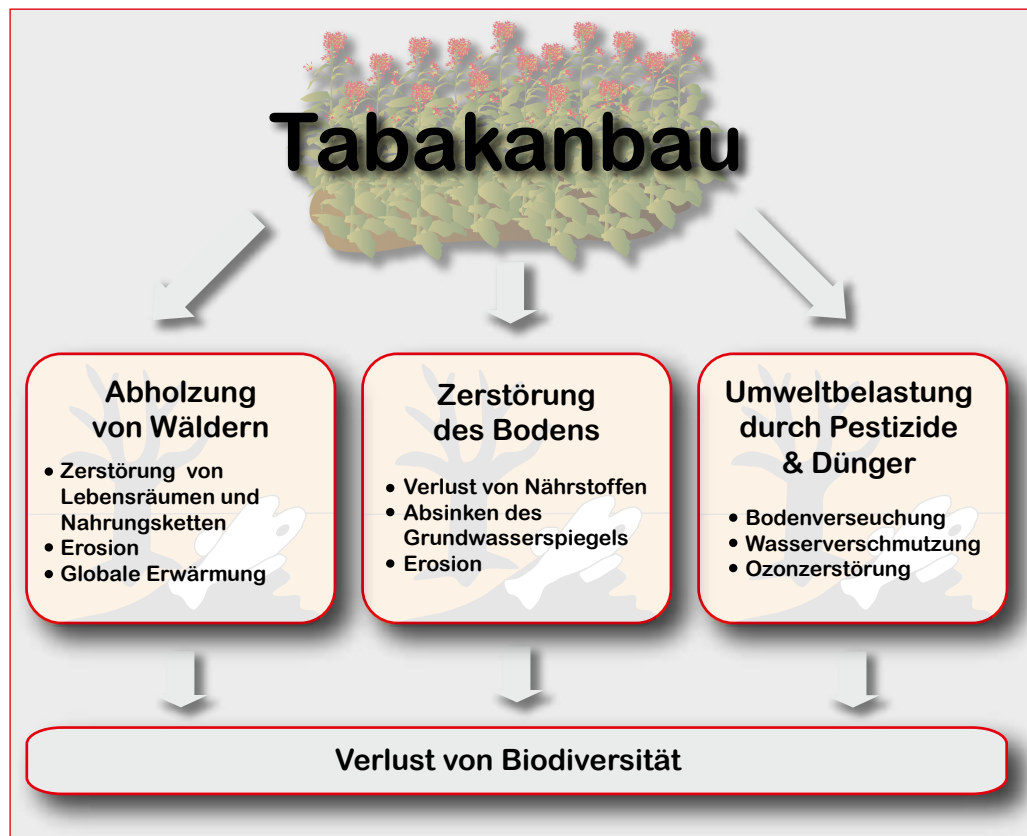 Tabakanbau
Abholzung
von Wäldern
• Zerstörung von
Lebensräumen und
Nahrungsketten
• Erosion
• Globale Erwärmung
Zerstörung
des Bodens
• Verlust von Nährstoffen
• Absinken des
Grundwasserspiegels
• Erosion
Umweltbelastung
durch Pestizide
& Dünger
• Bodenverseuchung
• Wasserverschmutzung
• Ozonzerstörung
Verlust von Biodiversität